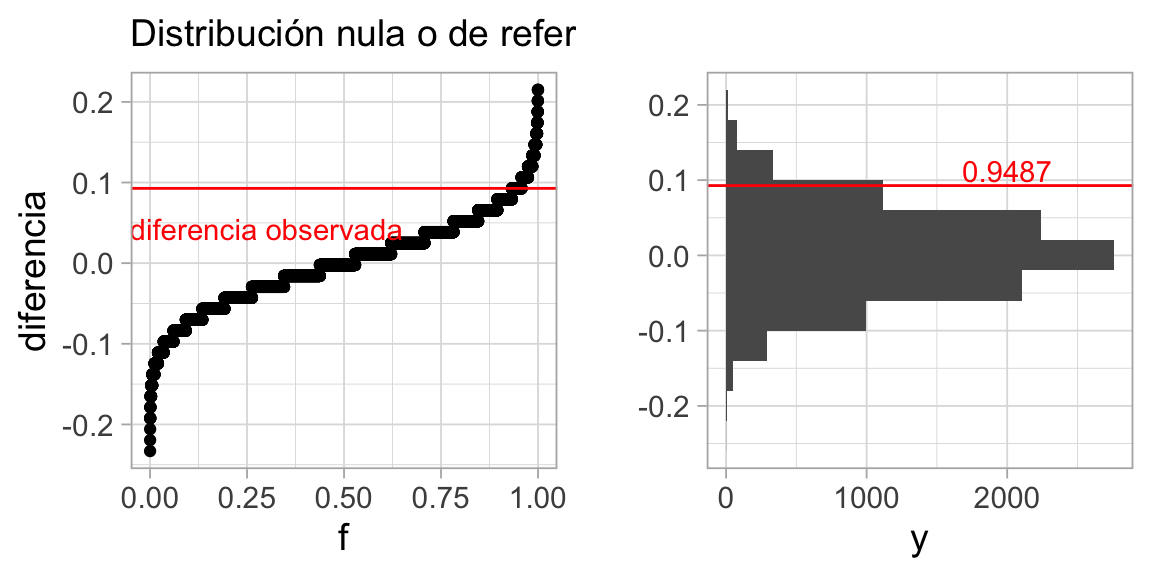 Distribución nula o de refer
diferencia
0.2
0.1
0.0
-0.1
-0.2
diferencia observada
0.00 0.25 0.50 0.75 1.00
f
0.2
0.1
0.0
-0.1
-0.2
0.9487
0 1000 2000
y